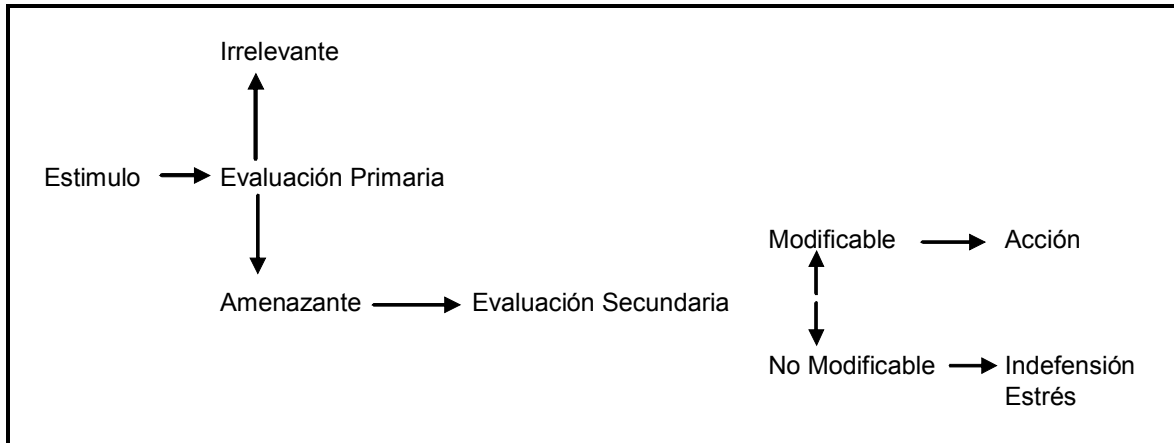 Irrelevante
Estimulo
Evaluación Primaria
Modificable
Acción
Amenazante
Evaluación Secundaria
No Modificable
Indefensión
Estrés